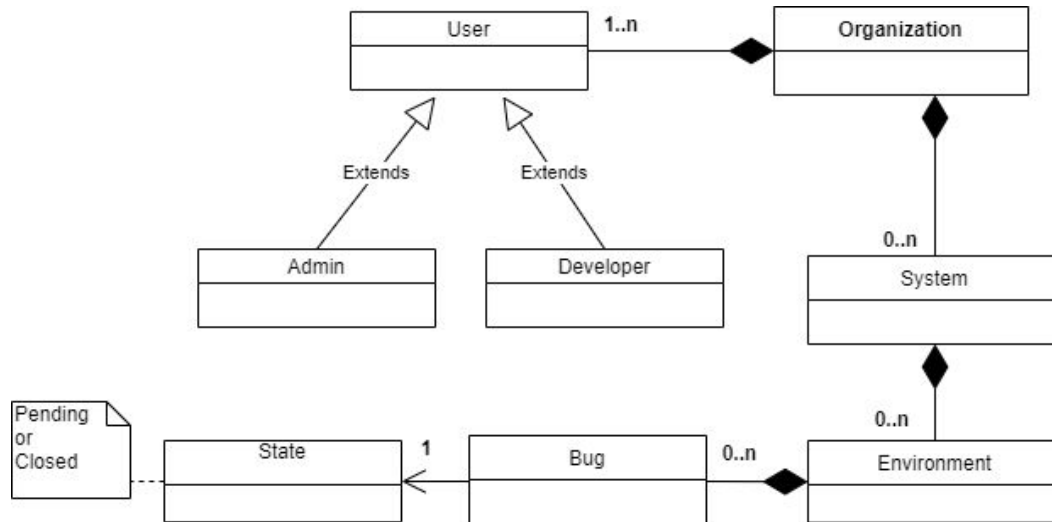 User
1..n
Organization
Extends
Extends
Admin
Developer
0..n
System
Pending
or
Closed
State
1
Bug
0..n
0..n
Environment